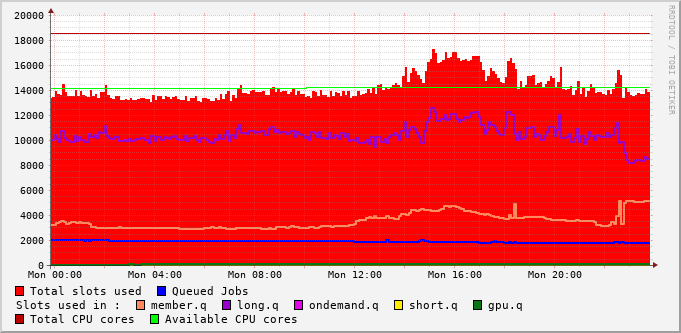 20000
18000
16000
14000
12000
10000
8000
6000
4000
2000
0
Mon 00:00 Mon 04:00 Mon 08:00 Mon 12:00 Mon 16:00 Mon 20:00
Total slots used Queued Jobs
Slots used in : member.q long.q ondemand.q short.q gpu.q
Total CPU cores Available CPU cores
RRDTOOL / TOBI OETIKER